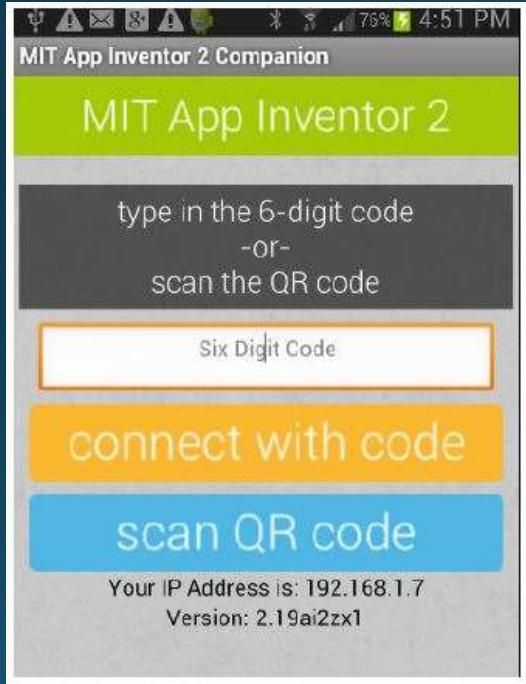 76% 4:51 PM
MIT App Inventor 2 Companion
MIT App Inventor 2
type in the 6-digit code
-or-
scan the QR code
Six Digit Code
connect with code
scan QR code
Your IP Address is: 192.168.1.7
Version: 2.19ai2zx1